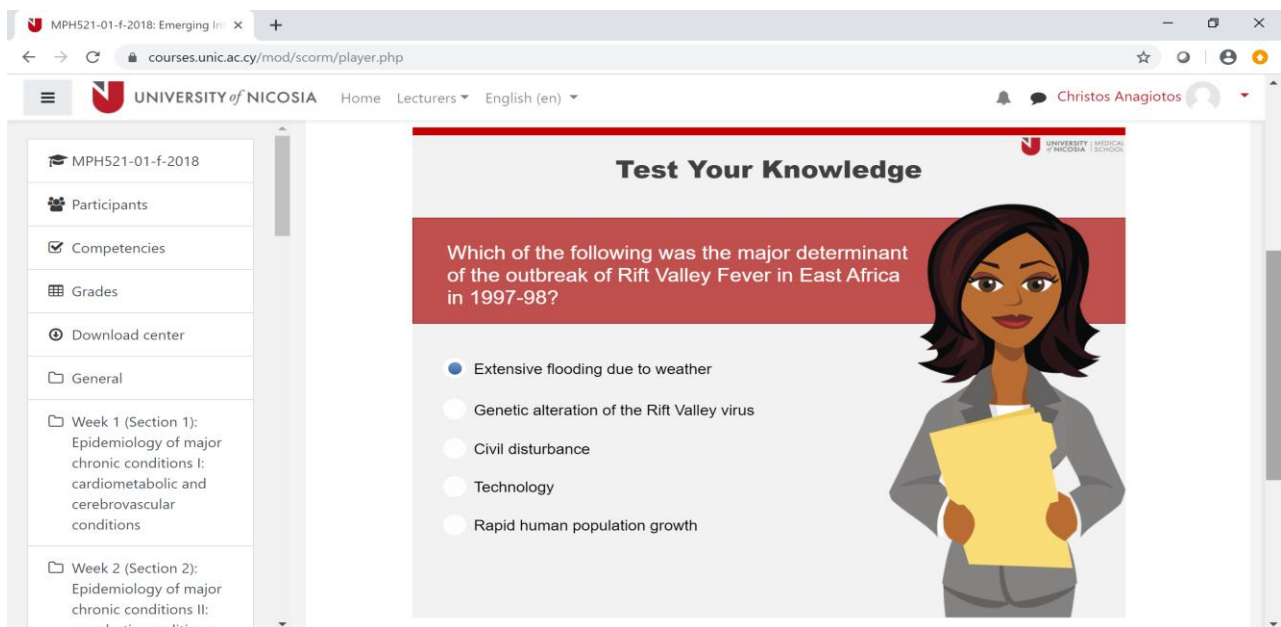 MPH521-01-f-2018: Emerging In
courses.unic.ac.cy/mod/scorm/player.php
UNIVERSITY of NICOSIA Home Lecturers English (en) Christos Anagiotos
MPH521-01-f-2018
Participants
Competencies
Grades
Download center
General
Week 1 (Section 1):
Epidemiology of major
chronic conditions I:
cardiometabolic and
cerebrovascular
conditions
Week 2 (Section 2):
Epidemiology of major
chronic conditions II:
UNIVERSITY of NICOSIA
MEDICAL SCHOOL
Test Your Knowledge
Which of the following was the major determinant
of the outbreak of Rift Valley Fever in East Africa
in 1997-98?
Extensive flooding due to weather
Genetic alteration of the Rift Valley virus
Civil disturbance
Technology
Rapid human population growth